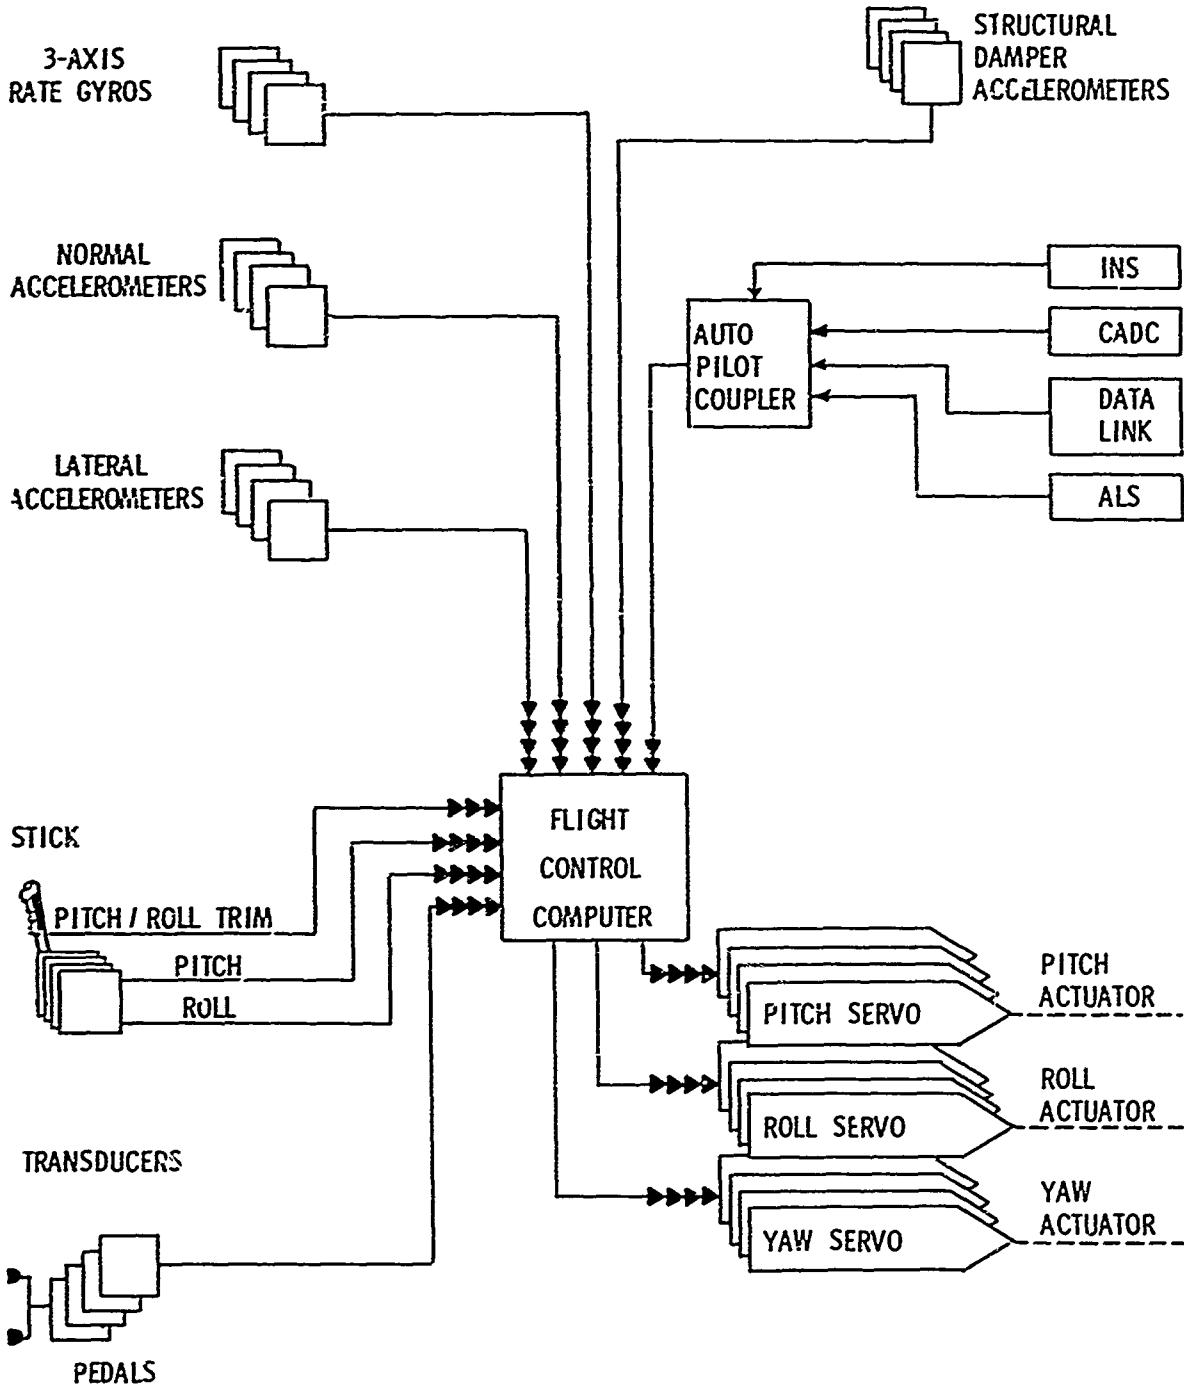 3-AXIS
RATE GYROS
STRUCTURAL
DAMPER
ACCELEROMETERS
NORMAL
ACCELEROMETERS
INS
CADC
DATA
LINK
ALS
AUTO
PILOT
COUPLER
LATERAL
ACCELEROMETERS
FLIGHT
CONTROL
COMPUTER
STICK
PITCH / ROLL TRIM
PITCH
ROLL
PITCH SERVO
PITCH
ACTUATOR
ROLL SERVO
ROLL
ACTUATOR
YAW SERVO
YAW
ACTUATOR
TRANSDUCERS
PEDALS